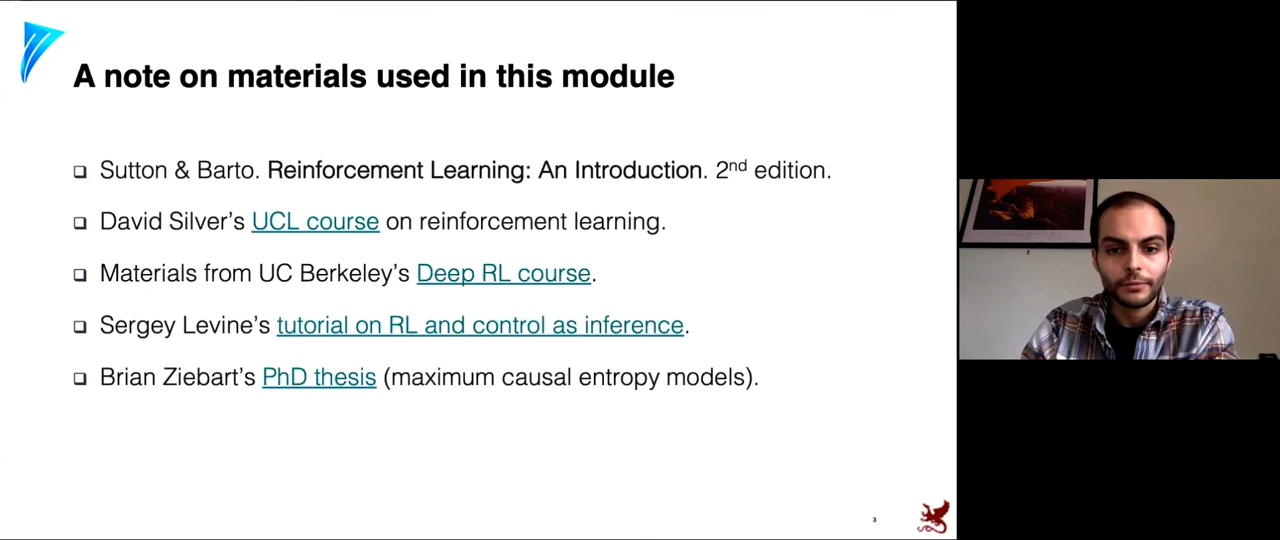 A note on materials used in this module
❑ Sutton & Barto. Reinforcement Learning: An Introduction. 2nd edition.
❑ David Silver’s UCL course on reinforcement learning.
❑ Materials from UC Berkeley’s Deep RL course.
❑ Sergey Levine’s tutorial on RL and control as inference.
❑ Brian Ziebart’s PhD thesis (maximum causal entropy models).
3